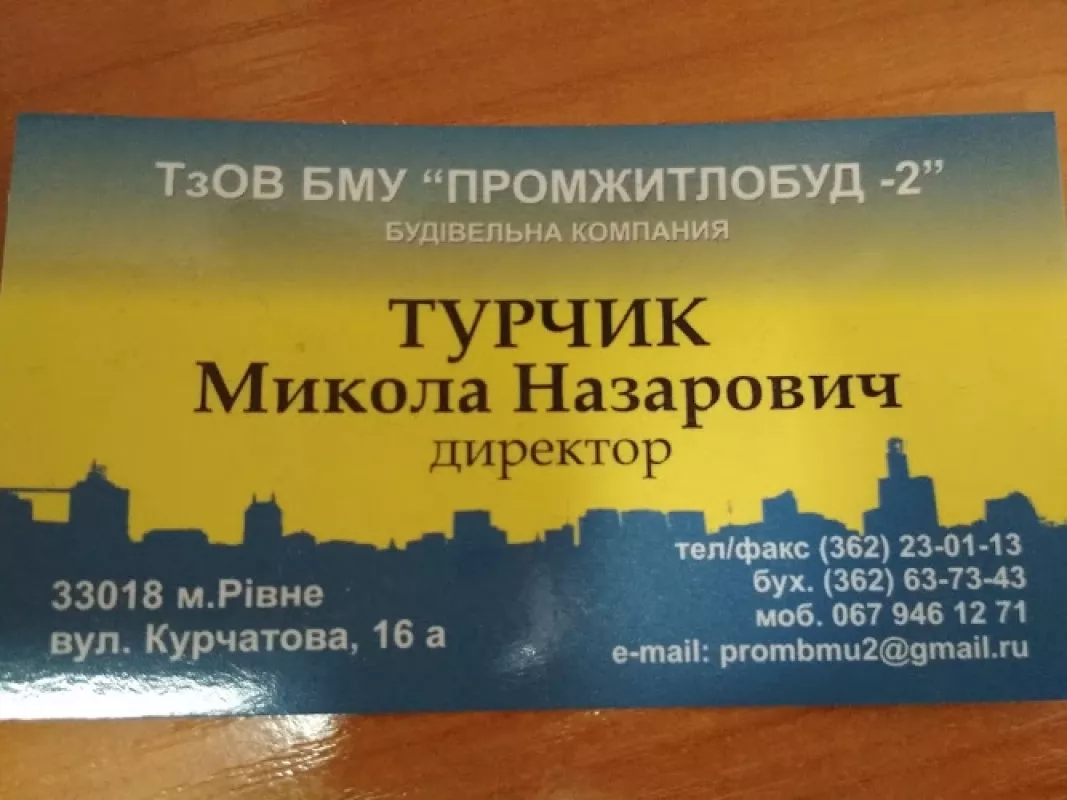 ТзОВ БМУ “ПРОМЖИТЛОБУД -2”
БУДІВЕЛЬНА КОМПАНИЯ
ТУРЧИК
Микола Назарович
директор
33018 м.Рівне
вул. Курчатова, 16 а
тел/факс (362) 23-01-13
бух. (362) 63-73-43
моб. 067 946 12 71
e-mail: prombmu2@gmail.ru